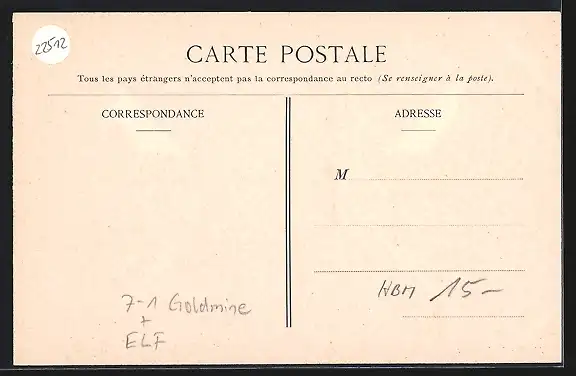 22512
CARTE POSTALE
Tous les pays étrangers n'acceptent pas la correspondance au recto (Se renseigner à la poste).
CORRESPONDANCE
ADRESSE
M
HBM 15-
7-1 Goldmine
+
ELF